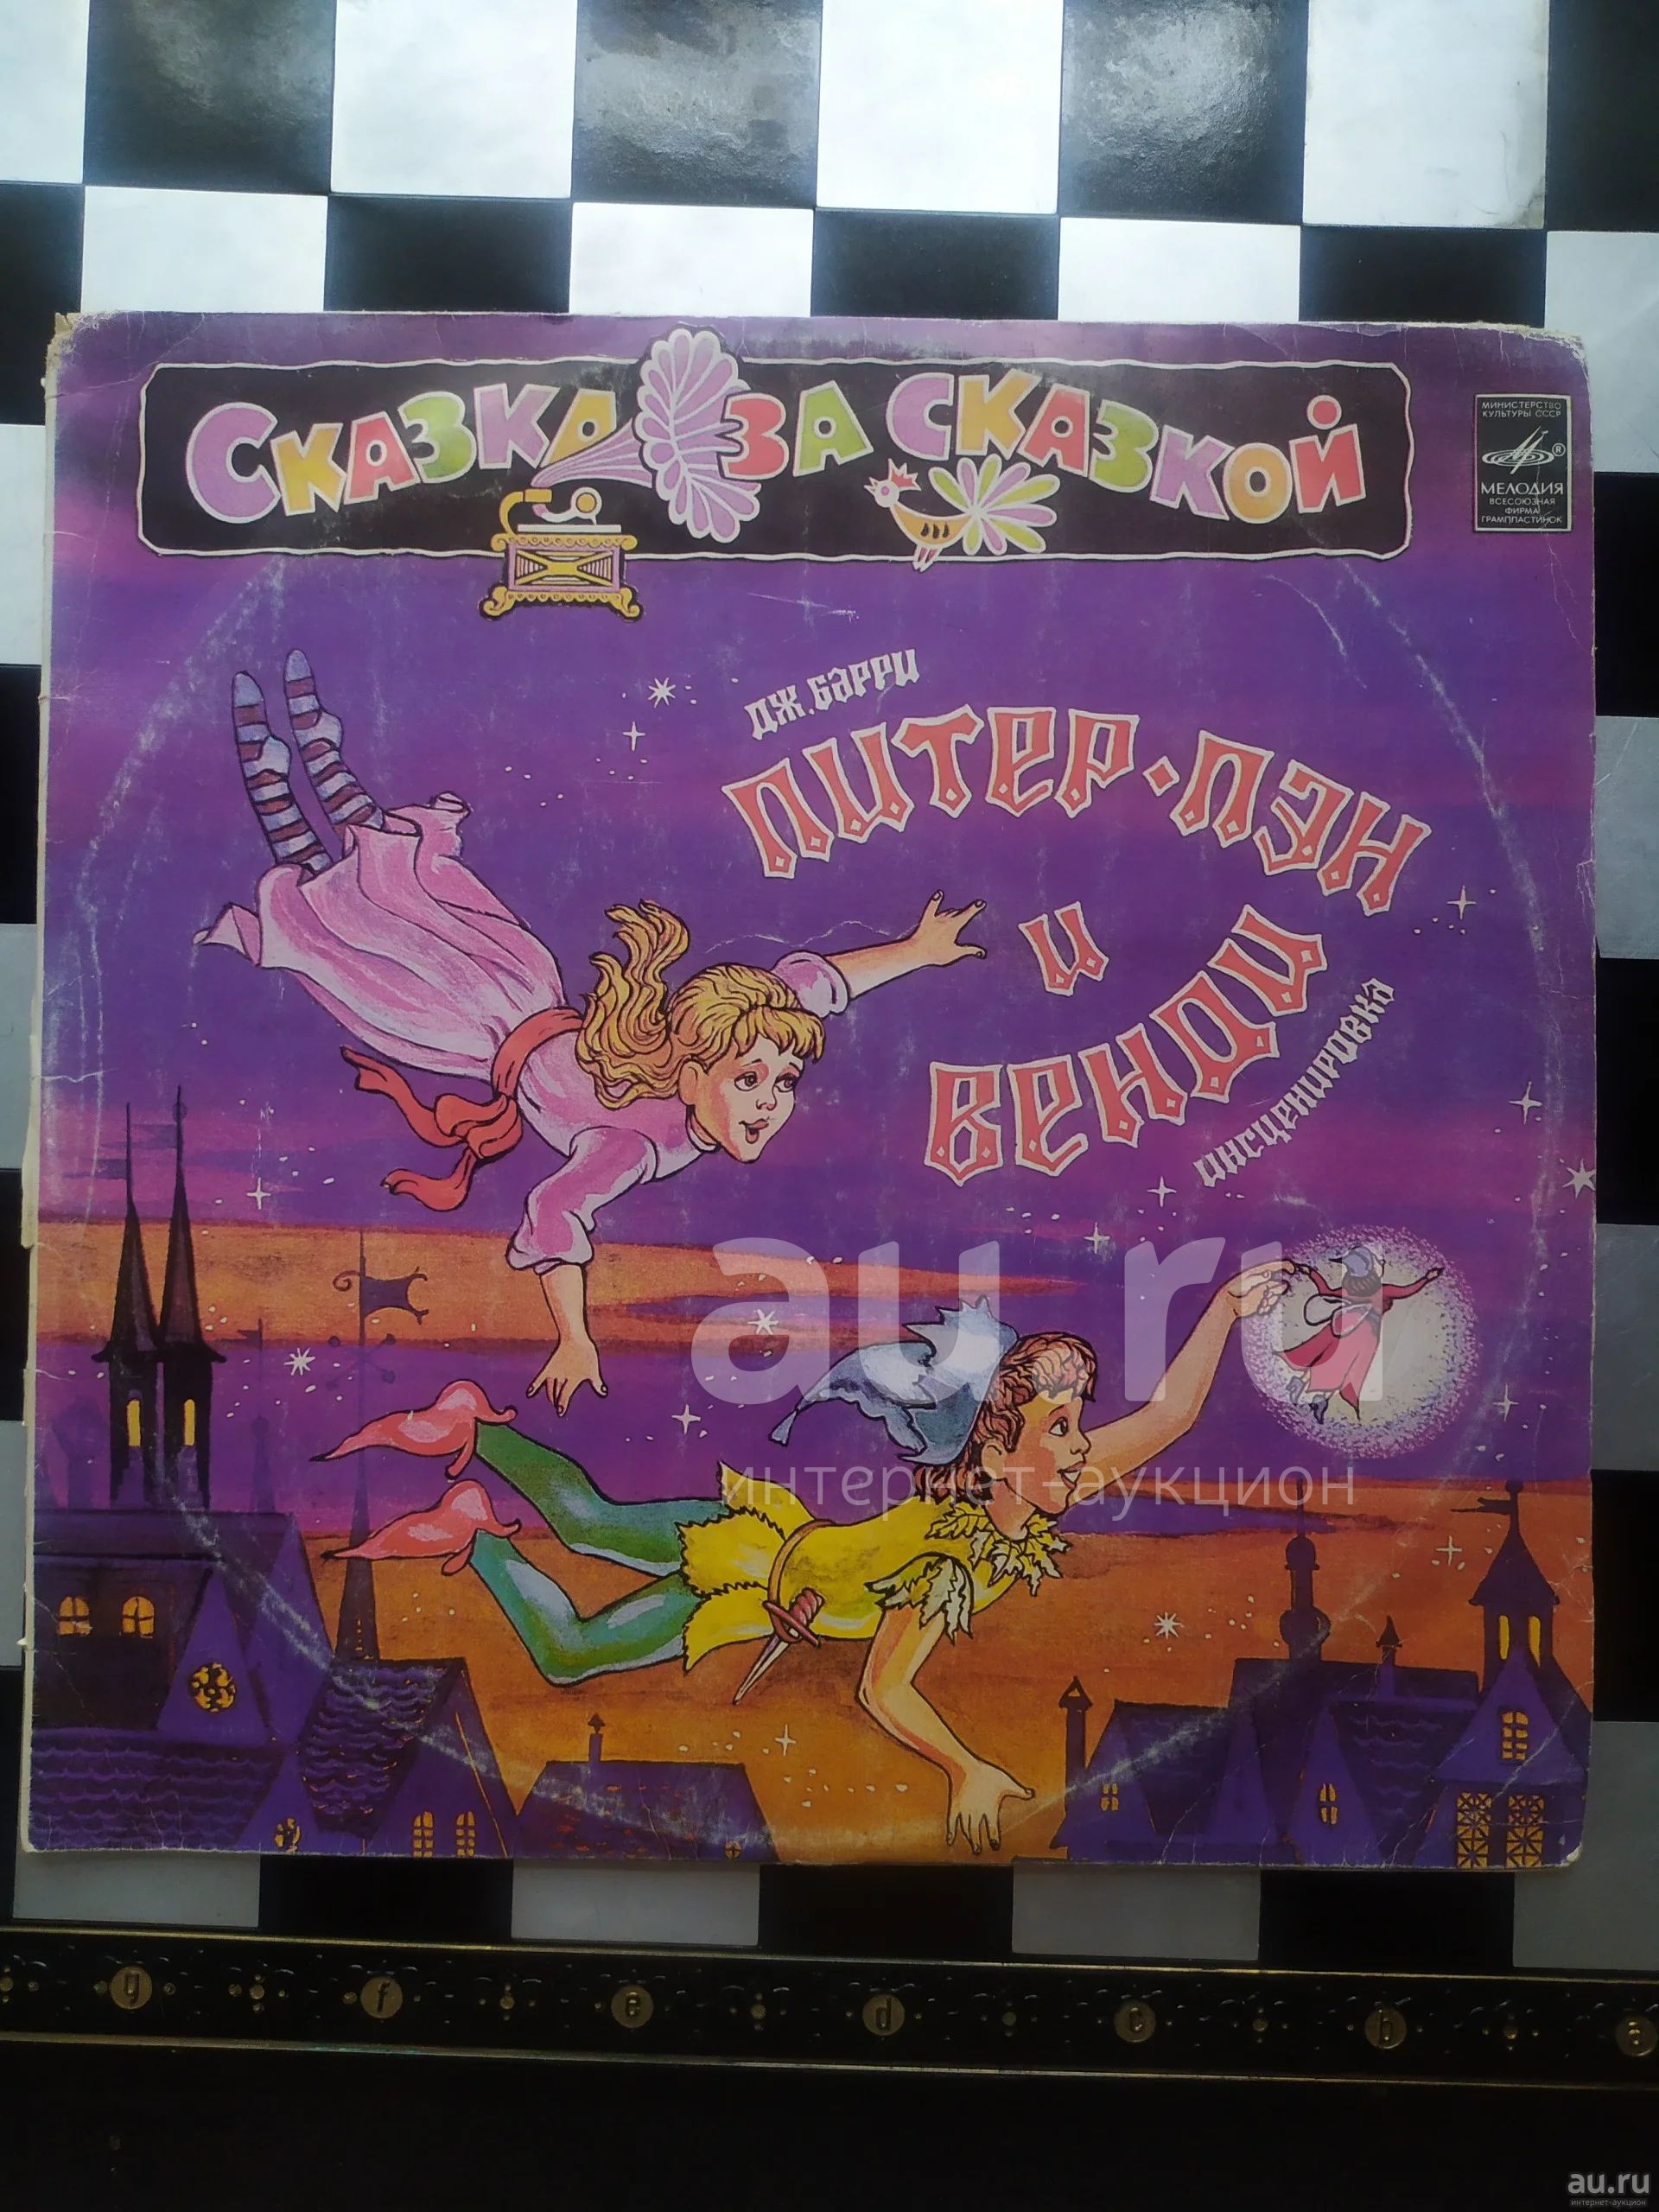 Сказка за сказкой
МИНИСТЕРСТВО
КУЛЬТУРЫ СССР
®
МЕЛОДИЯ
ВСЕСОЮЗНАЯ
ФИРМА
ГРАМПЛАСТИНОК
ДЖ. БАРРИ
ПИТЕР·ПЭН
И
ВЕНДИ
ИНСЦЕНИРОВКА
au.ru
интернет-аукцион
g f e d c b a
au.ru
интернет-аукцион